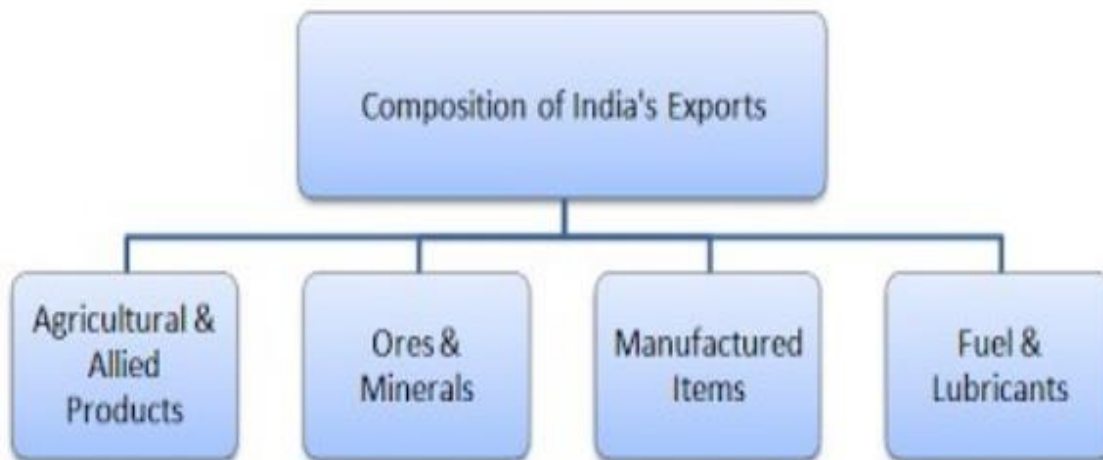 Composition of India's Exports
Agricultural &
Allied
Products
Ores &
Minerals
Manufactured
Items
Fuel &
Lubricants